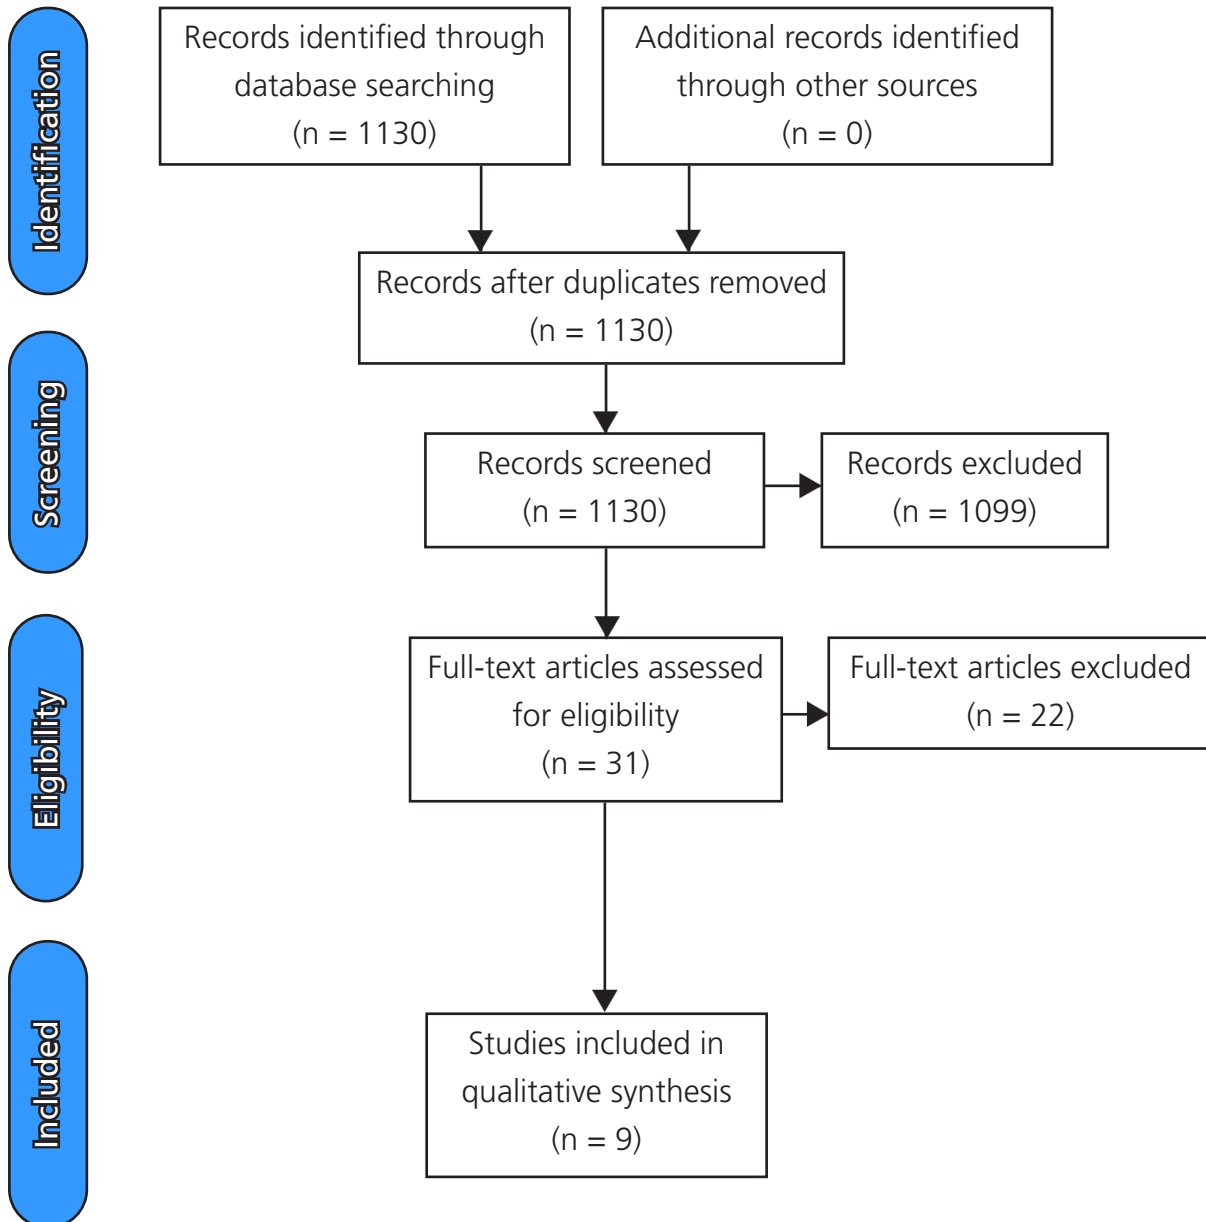 Identification
Records identified through
database searching
(n = 1130)
Additional records identified
through other sources
(n = 0)
Records after duplicates removed
(n = 1130)
Screening
Records screened
(n = 1130)
Records excluded
(n = 1099)
Eligibility
Full-text articles assessed
for eligibility
(n = 31)
Full-text articles excluded
(n = 22)
Included
Studies included in
qualitative synthesis
(n = 9)